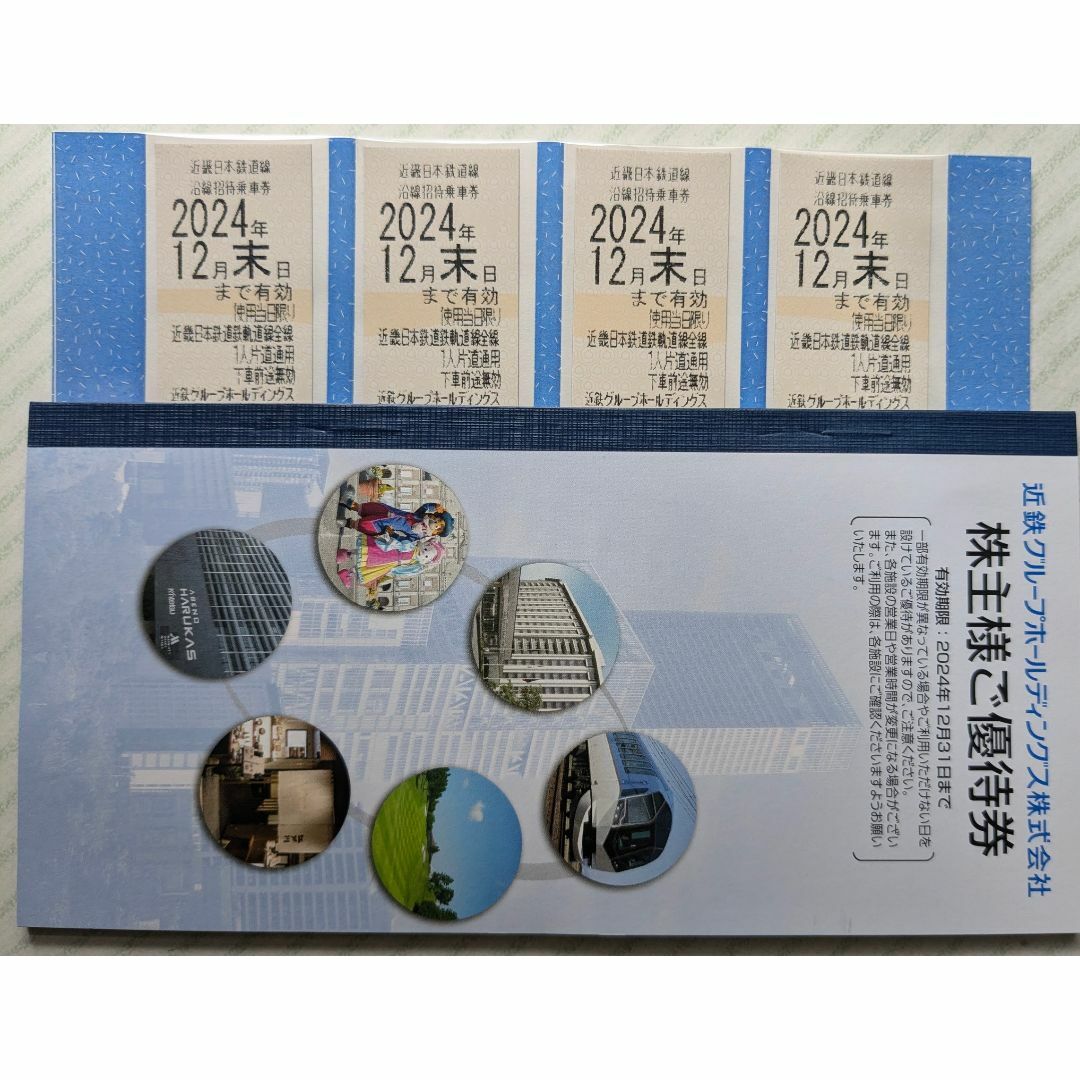 近畿日本鉄道線
沿線招待乗車券
2024年
12月末日
まで有効
(使用当日限り)
近畿日本鉄道鉄軌道線全線
1人片道通用
下車前途無効
近鉄グループホールディングス
近畿日本鉄道線
沿線招待乗車券
2024年
12月末日
まで有効
(使用当日限り)
近畿日本鉄道鉄軌道線全線
1人片道通用
下車前途無効
近鉄グループホールディングス
近畿日本鉄道線
沿線招待乗車券
2024年
12月末日
まで有効
(使用当日限り)
近畿日本鉄道鉄軌道線全線
1人片道通用
下車前途無効
近鉄グループホールディングス
近畿日本鉄道線
沿線招待乗車券
2024年
12月末日
まで有効
(使用当日限り)
近畿日本鉄道鉄軌道線全線
1人片道通用
下車前途無効
近鉄グループホールディングス
近鉄グループホールディングス株式会社
株主様ご優待券
有効期限：2024年12月31日まで
一部有効期限が異なっている場合やご利用いただけない日を
設けているご優待がありますので、ご注意ください。
また、各施設の営業日や営業時間が変更になる場合がござい
ます。ご利用の際は、各施設にご確認くださいますようお願い
いたします。
ABENO
HARUKAS
Kintetsu